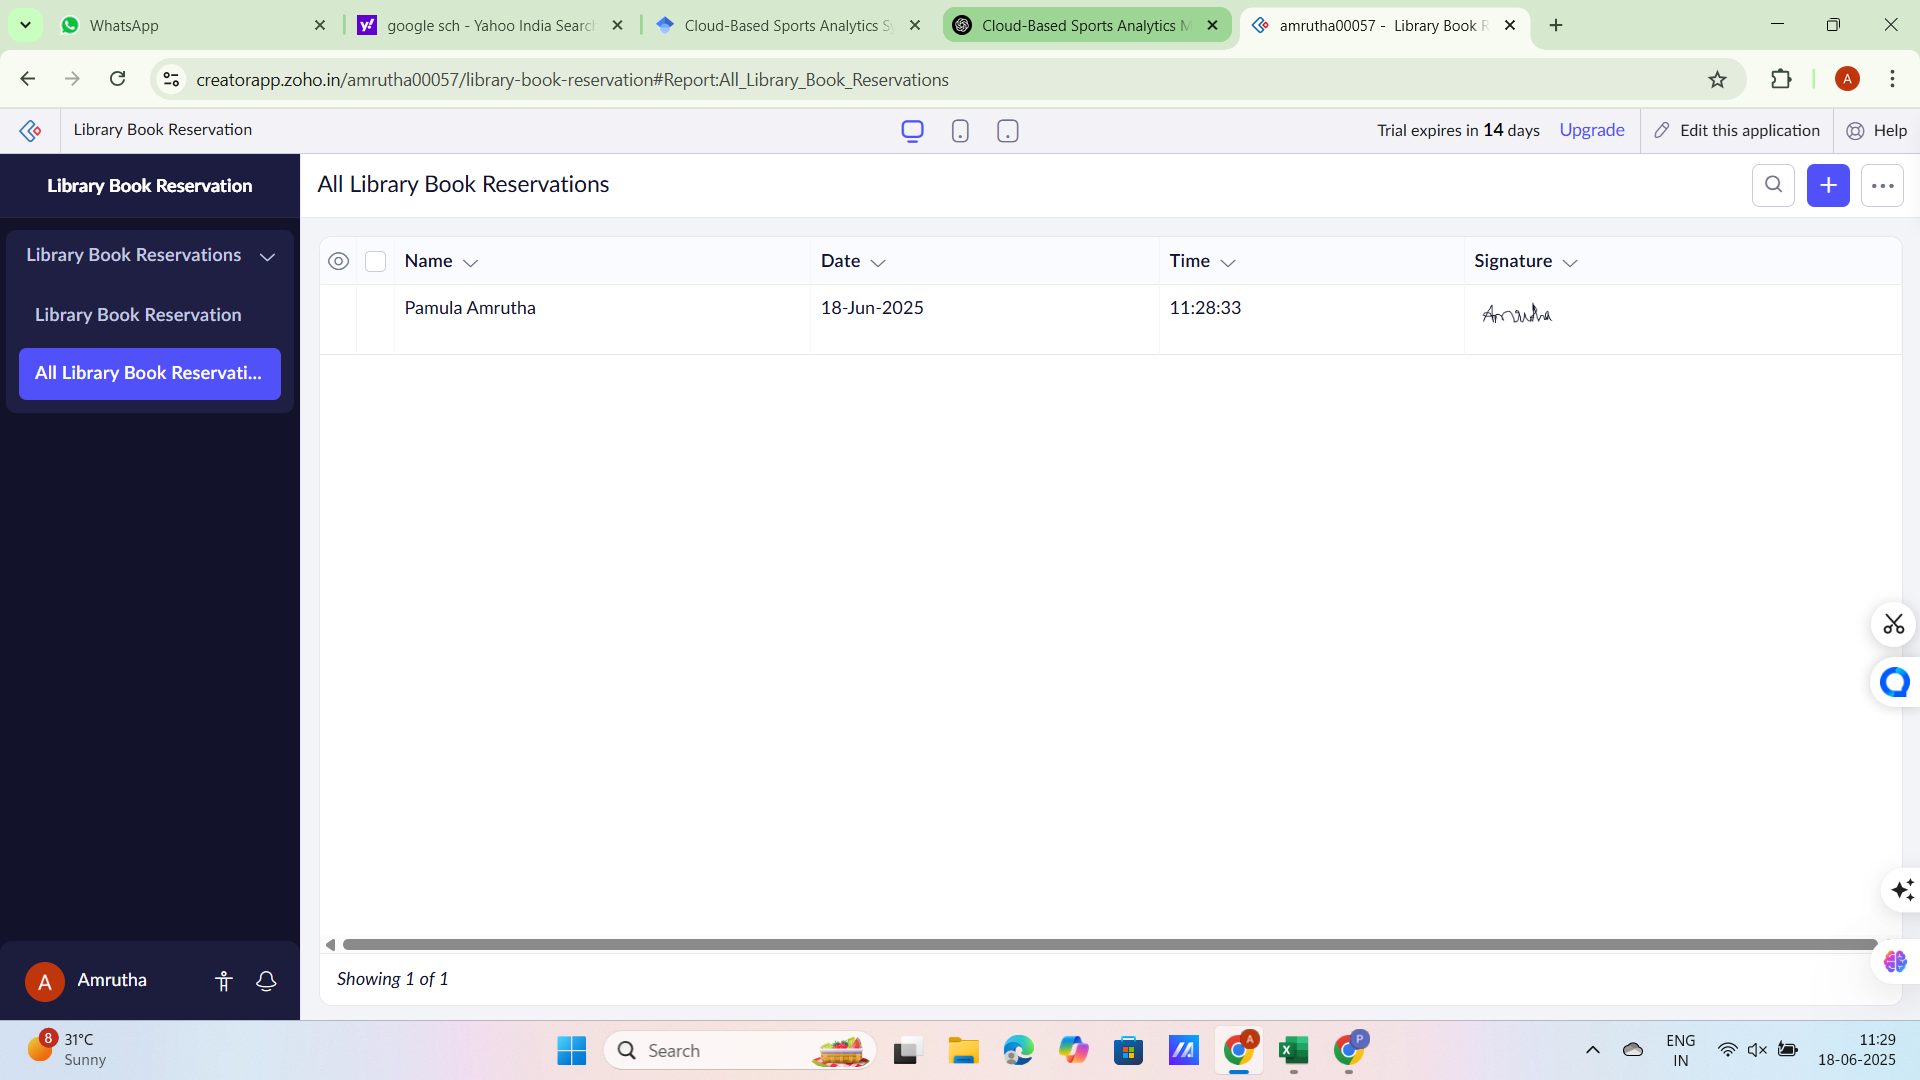 WhatsApp
google sch - Yahoo India Search
Cloud-Based Sports Analytics Sy
Cloud-Based Sports Analytics M
amrutha00057 - Library Book R
creatorapp.zoho.in/amrutha00057/library-book-reservation#Report:All_Library_Book_Reservations
A
Library Book Reservation
Trial expires in 14 days
Upgrade
Edit this application
Help
Library Book Reservation
All Library Book Reservations
Library Book Reservations
Library Book Reservation
All Library Book Reservati...
Name
Date
Time
Signature
Pamula Amrutha
18-Jun-2025
11:28:33
Amrutha
Showing 1 of 1
A
Amrutha
8
31°C
Sunny
Search
A
P
ENG
IN
11:29
18-06-2025